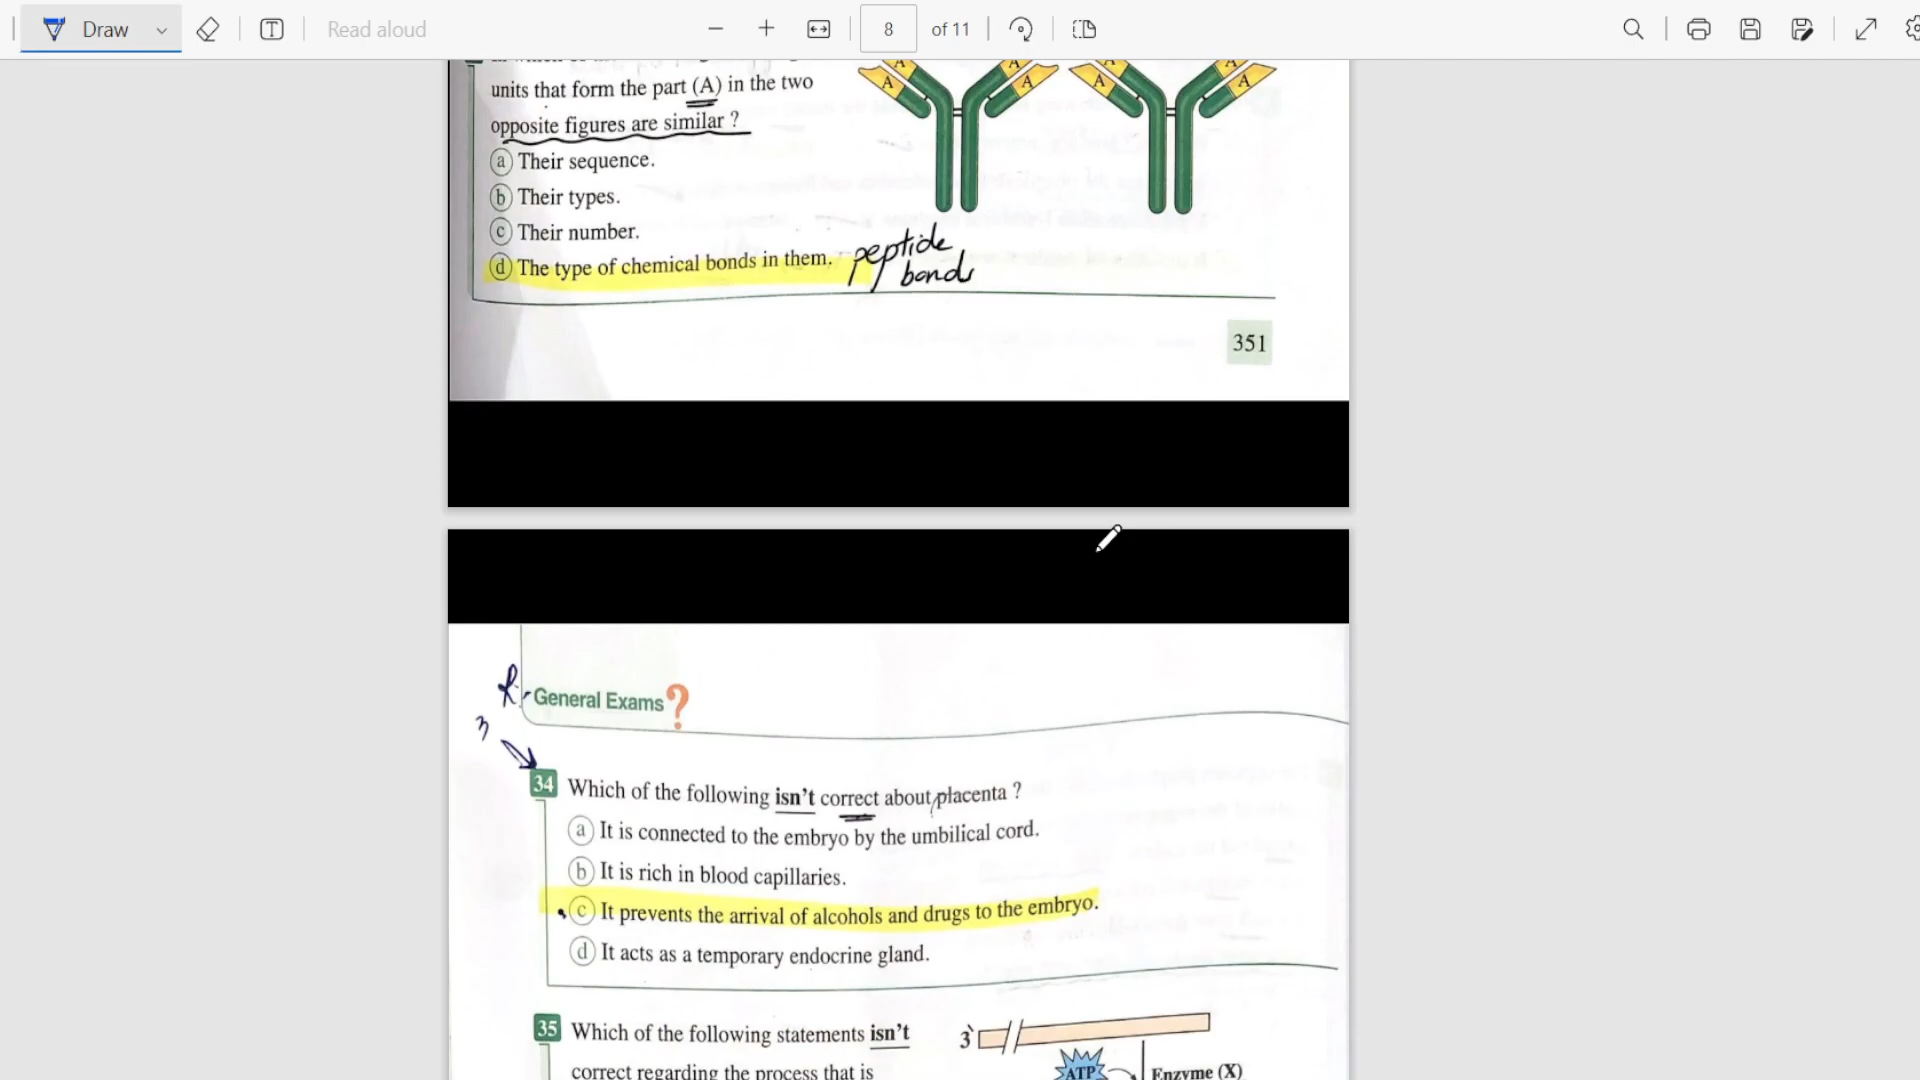 Draw
Read aloud
8 of 11
A A A A
A A A A
units that form the part (A) in the two
opposite figures are similar ?
a Their sequence.
b Their types.
c Their number.
d The type of chemical bonds in them.
peptide
bonds
351
General Exams ?
3
34 Which of the following isn't correct about placenta ?
a It is connected to the embryo by the umbilical cord.
b It is rich in blood capillaries.
c It prevents the arrival of alcohols and drugs to the embryo.
d It acts as a temporary endocrine gland.
35 Which of the following statements isn't
correct regarding the process that is
3`
ATP
Enzyme (X)